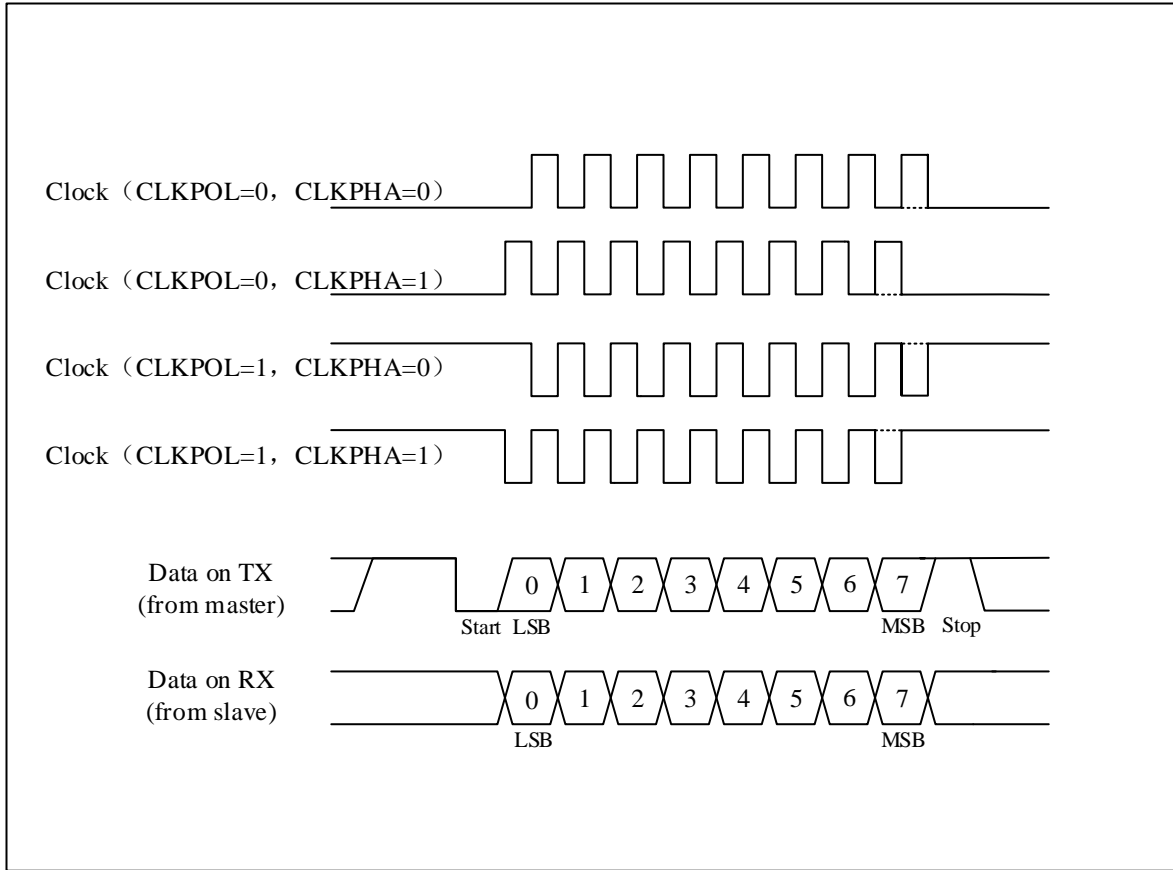 Clock（CLKPOL=0，CLKPHA=0）
Clock（CLKPOL=0，CLKPHA=1）
Clock（CLKPOL=1，CLKPHA=0）
Clock（CLKPOL=1，CLKPHA=1）
Data on TX
(from master)
0 1 2 3 4 5 6 7
Start LSB MSB Stop
Data on RX
(from slave)
0 1 2 3 4 5 6 7
LSB MSB